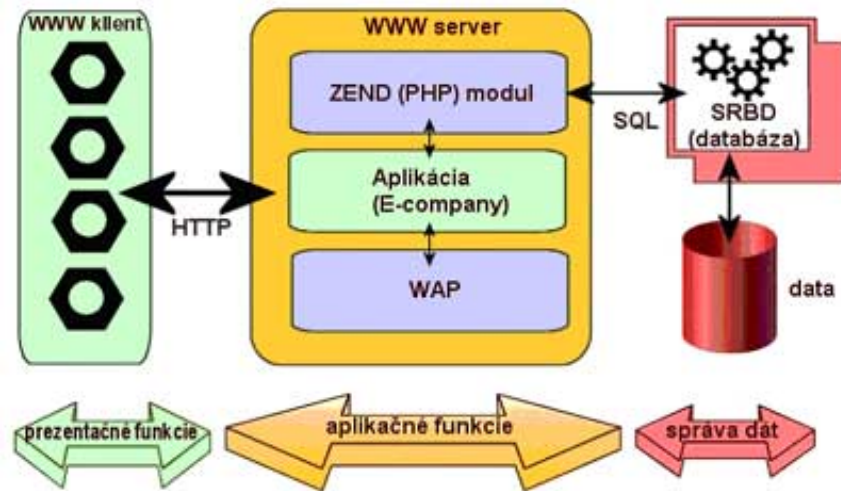 WWW klient
WWW server
ZEND (PHP) modul
SQL
SRBD
(databáza)
Aplikácia
(E-company)
HTTP
WAP
data
prezentačné funkcie
aplikačné funkcie
správa dát